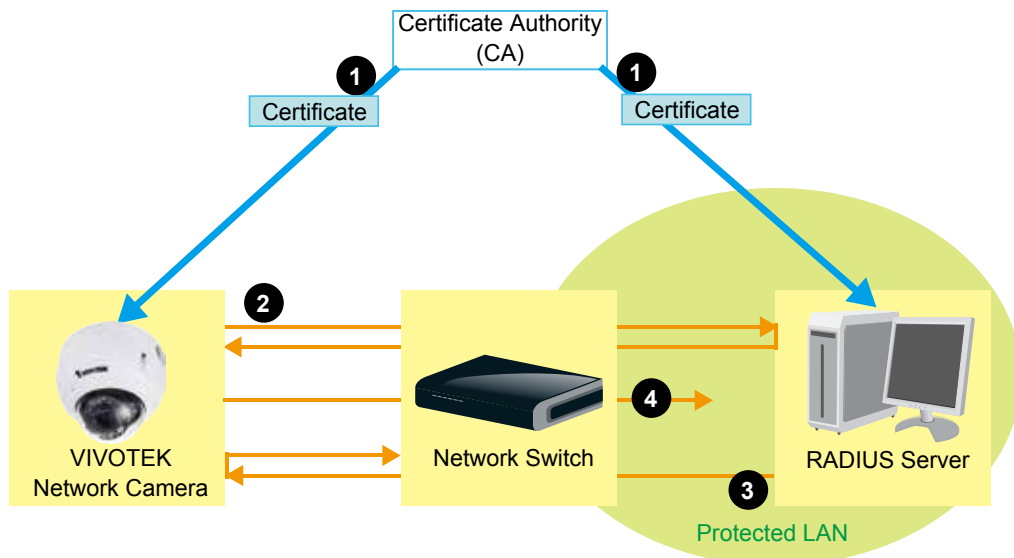 Certificate Authority
(CA)
1
1
Certificate
Certificate
2
4
VIVOTEK
Network Camera
Network Switch
RADIUS Server
3
Protected LAN